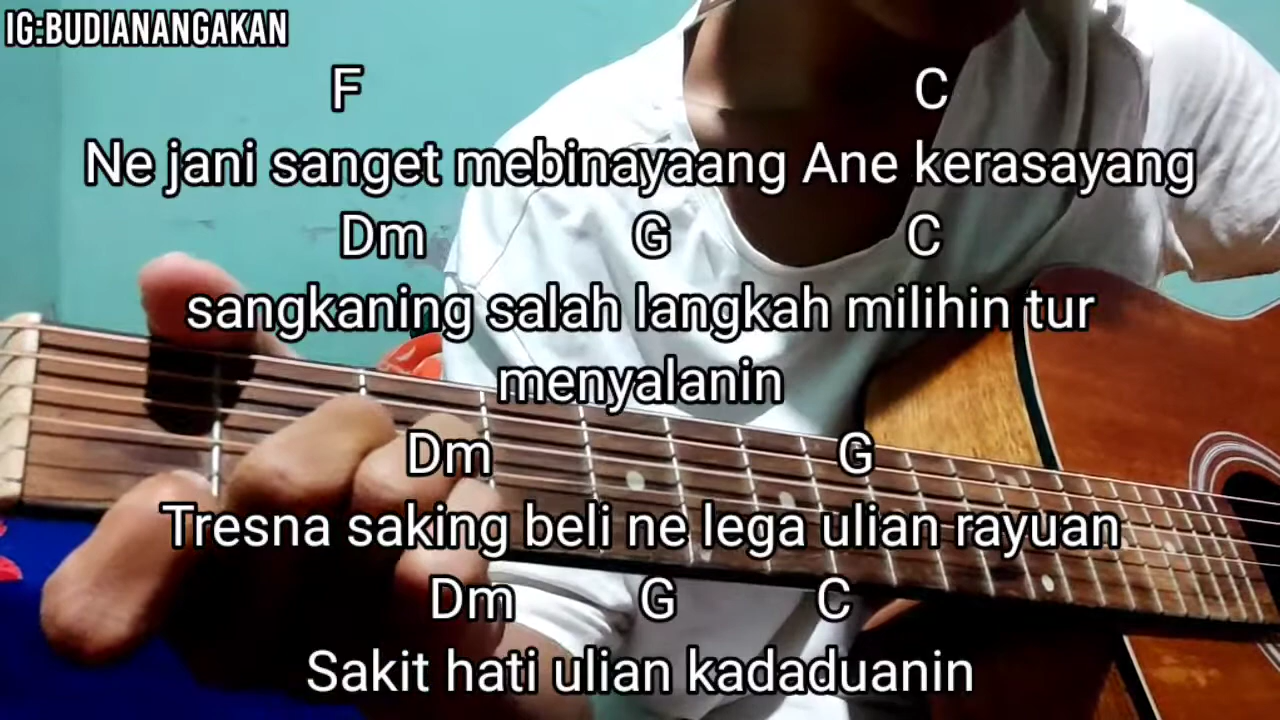 IG:BUDIANANGAKAN
F C
Ne jani sanget mebinayaang Ane kerasayang
Dm G C
sangkaning salah langkah milihin tur
menyalanin
Dm G
Tresna saking beli ne lega ulian rayuan
Dm G C
Sakit hati ulian kadaduanin